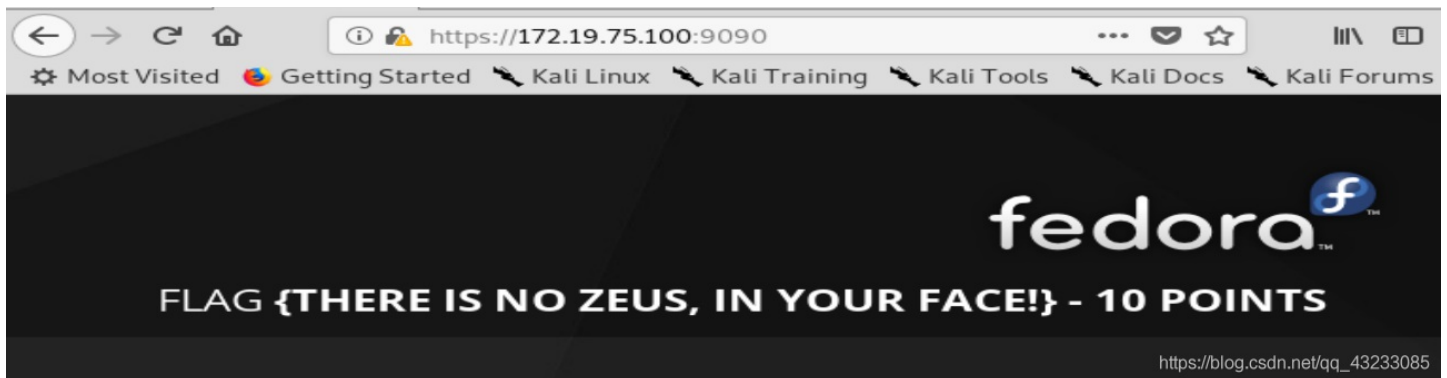 https://172.19.75.100:9090
Most Visited Getting Started Kali Linux Kali Training Kali Tools Kali Docs Kali Forums
fedora™
FLAG {THERE IS NO ZEUS, IN YOUR FACE!} - 10 POINTS
https://blog.csdn.net/qq_43233085